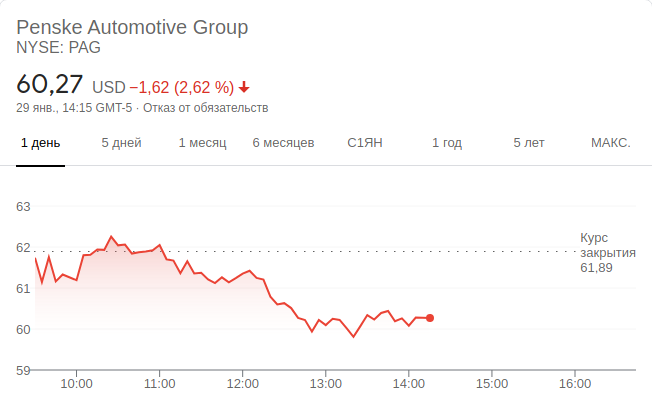 Penske Automotive Group
NYSE: PAG
60,27 USD −1,62 (2,62 %)
29 янв., 14:15 GMT-5 · Отказ от обязательств
1 день 5 дней 1 месяц 6 месяцев С1ЯН 1 год 5 лет МАКС.
63
62
61
60
59
Курс
закрытия
61,89
10:00 11:00 12:00 13:00 14:00 15:00 16:00